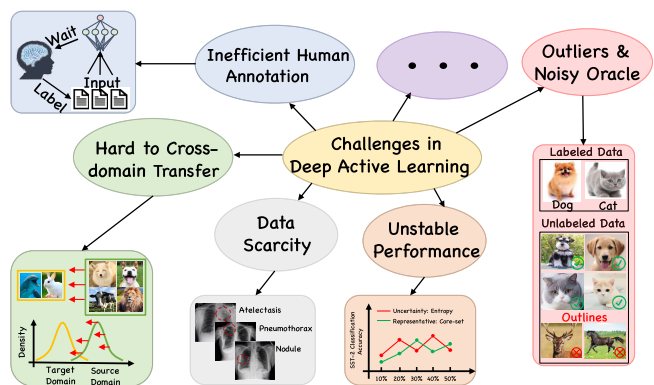 Wait
Label
Input
Inefficient Human
Annotation
Outliers &
Noisy Oracle
Hard to Cross-
domain Transfer
Challenges in
Deep Active Learning
Data
Scarcity
Unstable
Performance
Labeled Data
Dog
Cat
Unlabeled Data
Outlines
Density
Target
Domain
Source
Domain
Atelectasis
Pneumothorax
Nodule
SST-2 Classification
Accuracy
Uncertainty: Entropy
Representative: Core-set
10% 20% 30% 40% 50%